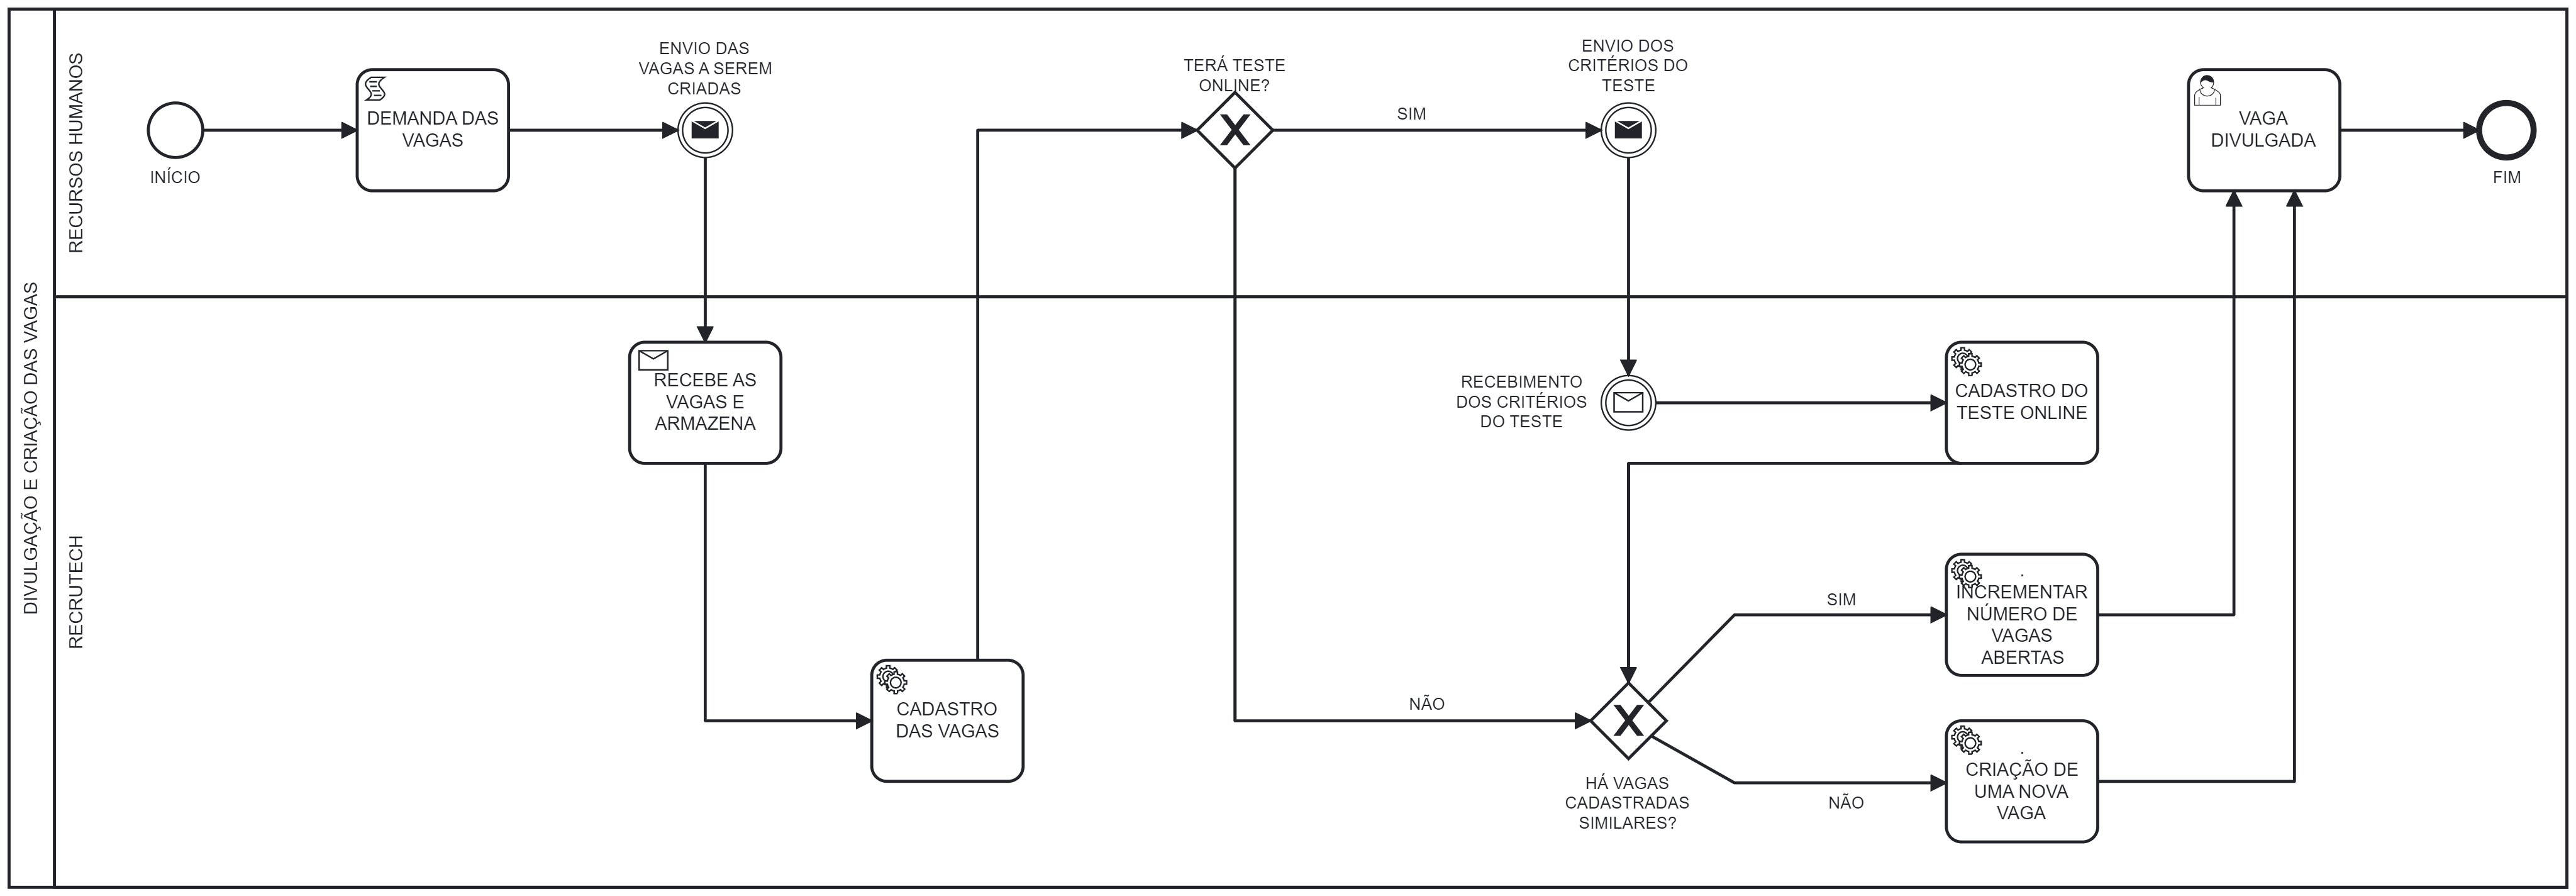 DIVULGAÇÃO E CRIAÇÃO DAS VAGAS
RECURSOS HUMANOS
INÍCIO
DEMANDA DAS
VAGAS
ENVIO DAS
VAGAS A SEREM
CRIADAS
TERÁ TESTE
ONLINE?
SIM
ENVIO DOS
CRITÉRIOS DO
TESTE
VAGA
DIVULGADA
FIM
RECRUTECH
RECEBE AS
VAGAS E
ARMAZENA
CADASTRO
DAS VAGAS
RECEBIMENTO
DOS CRITÉRIOS
DO TESTE
CADASTRO DO
TESTE ONLINE
NÃO
HÁ VAGAS
CADASTRADAS
SIMILARES?
SIM
.
INCREMENTAR
NÚMERO DE
VAGAS
ABERTAS
NÃO
.
CRIAÇÃO DE
UMA NOVA
VAGA